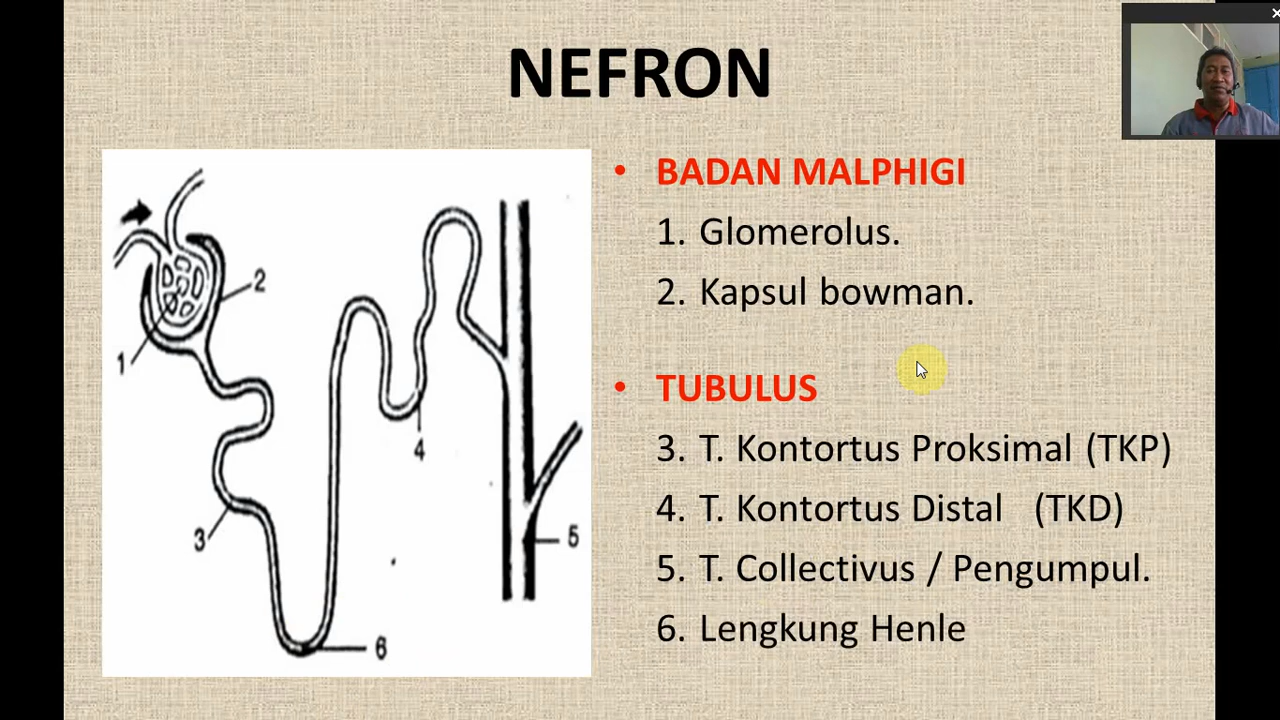 NEFRON
1
2
3
4
5
6
• BADAN MALPHIGI
1. Glomerolus.
2. Kapsul bowman.
• TUBULUS
3. T. Kontortus Proksimal (TKP)
4. T. Kontortus Distal (TKD)
5. T. Collectivus / Pengumpul.
6. Lengkung Henle